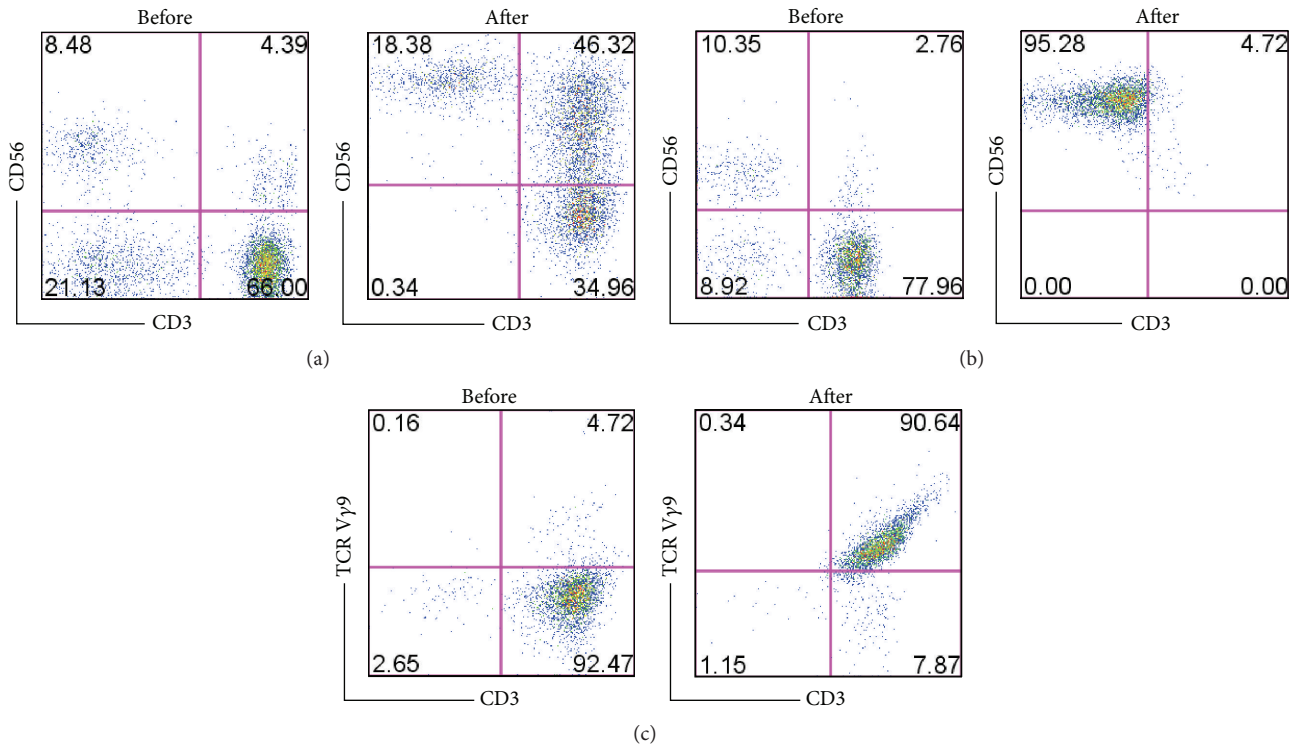 Before
After
Before
After
8.48 4.39
18.38 46.32
10.35 2.76
95.28 4.72
CD56
CD56
CD56
CD56
21.13 66.00
0.34 34.96
8.92 77.96
0.00 0.00
CD3
CD3
CD3
CD3
(a)
(b)
Before
After
0.16 4.72
0.34 90.64
TCR Vγ9
TCR Vγ9
2.65 92.47
1.15 7.87
CD3
CD3
(c)